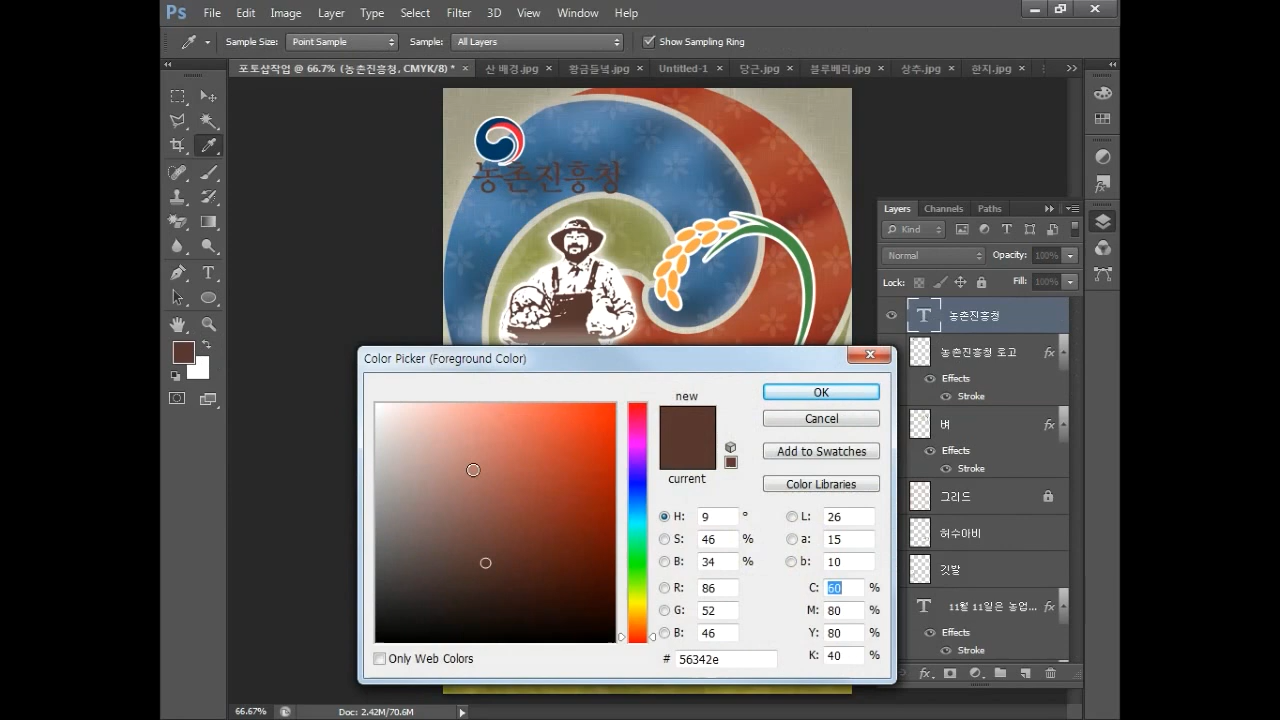 Ps File Edit Image Layer Type Select Filter 3D View Window Help
Sample Size: Point Sample Sample: All Layers Show Sampling Ring
포토샵작업 @ 66.7% (농촌진흥청, CMYK/8) * × 산 배경.jpg × 황금들녘.jpg × Untitled-1 × 당근.jpg × 블루베리.jpg × 상추.jpg × 한지.jpg ×
농촌진흥청
Layers Channels Paths
Kind
Normal Opacity: 100%
Lock: Fill: 100%
T 농촌진흥청
농촌진흥청 로고 fx
Effects
Stroke
벼 fx
Effects
Stroke
그리드
허수아비
깃발
T 11월 11일은 농업... fx
Effects
Stroke
Color Picker (Foreground Color)
new
current
OK
Cancel
Add to Swatches
Color Libraries
H: 9 ° L: 26
S: 46 % a: 15
B: 34 % b: 10
R: 86 C: 60 %
G: 52 M: 80 %
B: 46 Y: 80 %
# 56342e K: 40 %
Only Web Colors
66.67% Doc: 2.42M/70.6M